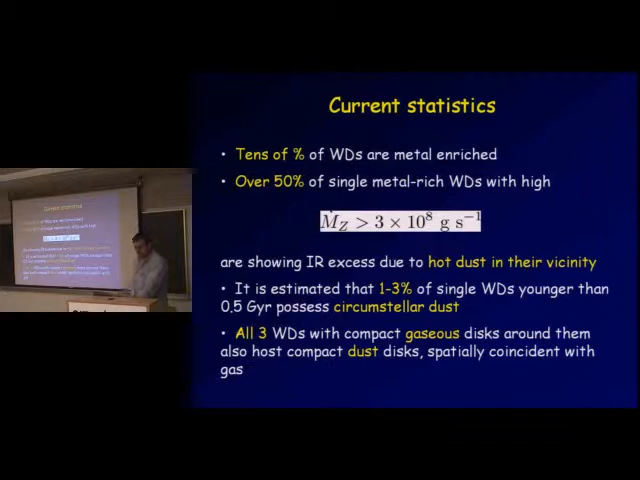 Current statistics
• Tens of % of WDs are metal enriched
• Over 50% of single metal-rich WDs with high
Ṁ_Z > 3 × 10⁸ g s⁻¹
are showing IR excess due to hot dust in their vicinity
• It is estimated that 1-3% of single WDs younger than
0.5 Gyr possess circumstellar dust
• All 3 WDs with compact gaseous disks around them
also host compact dust disks, spatially coincident with
gas
Current statistics